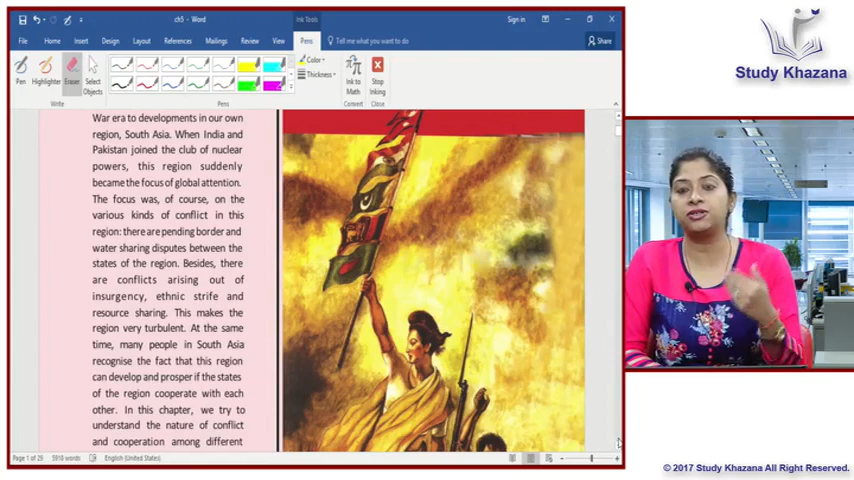 ch5 - Word
Ink Tools
Sign in
File
Home
Insert
Design
Layout
References
Mailings
Review
View
Pens
Tell me what you want to do
Share
Pen
Highlighter
Eraser
Select
Objects
Color
Thickness
Ink to
Math
Stop
Inking
Write
Pens
Convert
Close
War era to developments in our own
region, South Asia. When India and
Pakistan joined the club of nuclear
powers, this region suddenly
became the focus of global attention.
The focus was, of course, on the
various kinds of conflict in this
region: there are pending border and
water sharing disputes between the
states of the region. Besides, there
are conflicts arising out of
insurgency, ethnic strife and
resource sharing. This makes the
region very turbulent. At the same
time, many people in South Asia
recognise the fact that this region
can develop and prosper if the states
of the region cooperate with each
other. In this chapter, we try to
understand the nature of conflict
and cooperation among different
Page 1 of 29
5918 words
English (United States)
Study Khazana
© 2017 Study Khazana All Right Reserved.